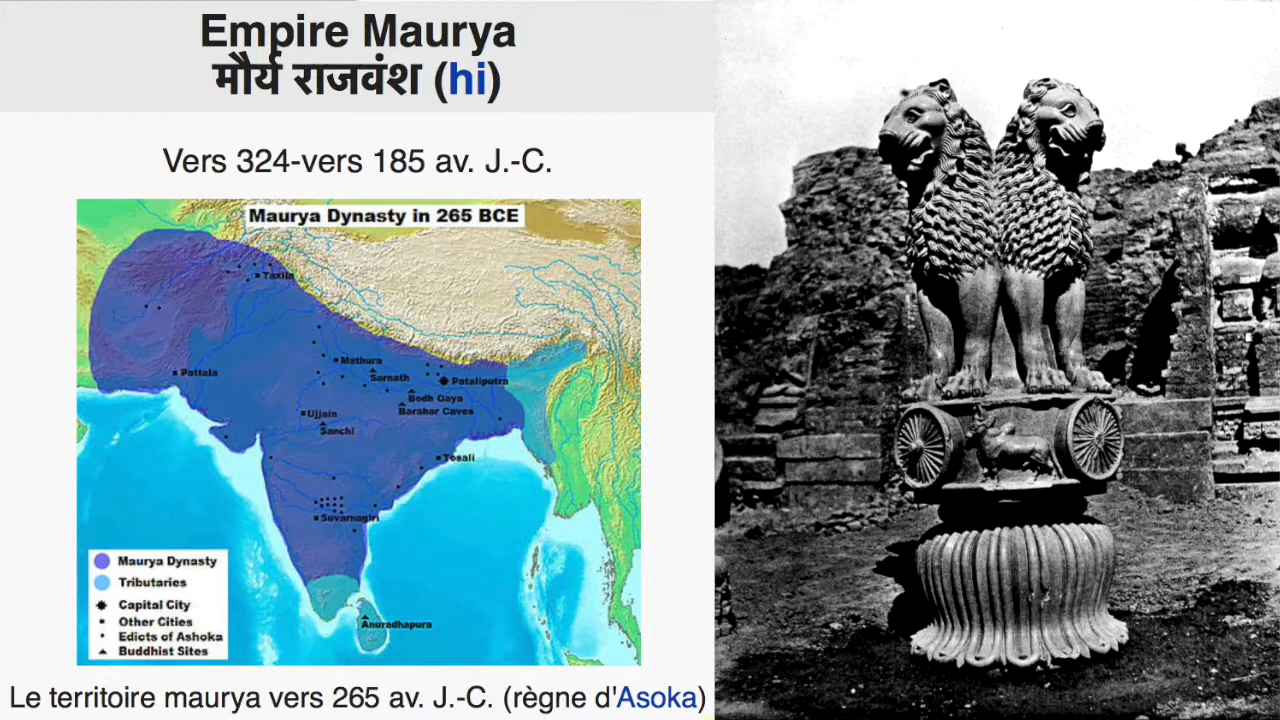 Empire Maurya
मौर्य राजवंश (hi)
Vers 324-vers 185 av. J.-C.
Maurya Dynasty in 265 BCE
Taxila
Mathura
Pattala
Sarnath
Pataliputra
Bodh Gaya
Barabar Caves
Ujjain
Sanchi
Tosali
Suvarnagiri
Anuradhapura
Maurya Dynasty
Tributaries
Capital City
Other Cities
Edicts of Ashoka
Buddhist Sites
Le territoire maurya vers 265 av. J.-C. (règne d'Asoka)